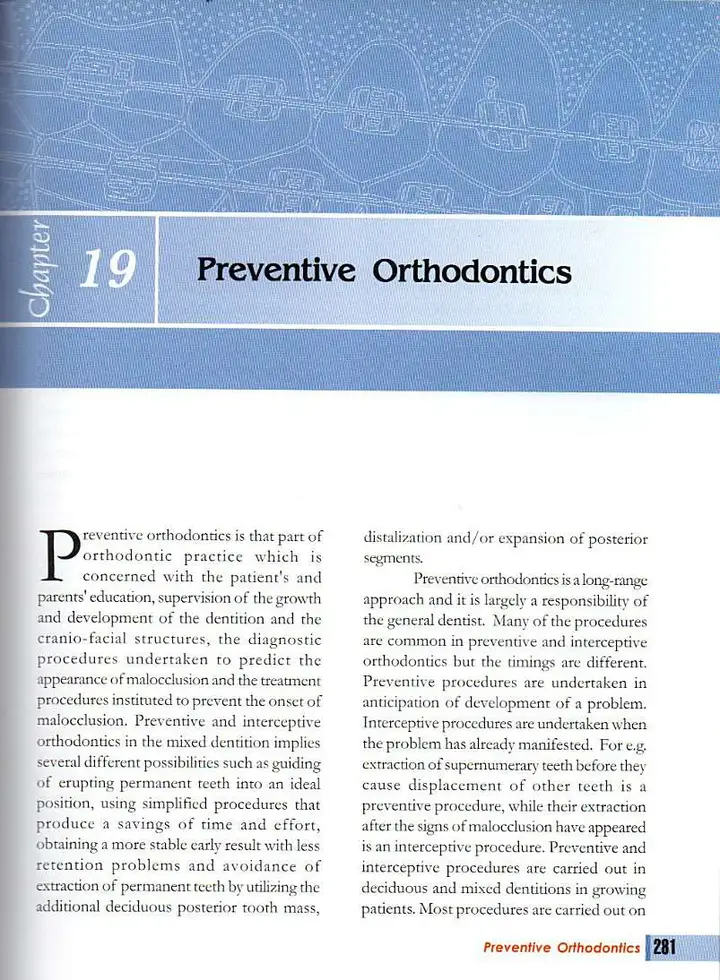 Chapter
19
Preventive Orthodontics
Preventive orthodontics is that part of
orthodontic practice which is
concerned with the patient's and
parents' education, supervision of the growth
and development of the dentition and the
cranio-facial structures, the diagnostic
procedures undertaken to predict the
appearance of malocclusion and the treatment
procedures instituted to prevent the onset of
malocclusion. Preventive and interceptive
orthodontics in the mixed dentition implies
several different possibilities such as guiding
of erupting permanent teeth into an ideal
position, using simplified procedures that
produce a savings of time and effort,
obtaining a more stable early result with less
retention problems and avoidance of
extraction of permanent teeth by utilizing the
additional deciduous posterior tooth mass,
distalization and/or expansion of posterior
segments.
Preventive orthodontics is a long-range
approach and it is largely a responsibility of
the general dentist. Many of the procedures
are common in preventive and interceptive
orthodontics but the timings are different.
Preventive procedures are undertaken in
anticipation of development of a problem.
Interceptive procedures are undertaken when
the problem has already manifested. For e.g.
extraction of supernumerary teeth before they
cause displacement of other teeth is a
preventive procedure, while their extraction
after the signs of malocclusion have appeared
is an interceptive procedure. Preventive and
interceptive procedures are carried out in
deciduous and mixed dentitions in growing
patients. Most procedures are carried out on
Preventive Orthodontics 281